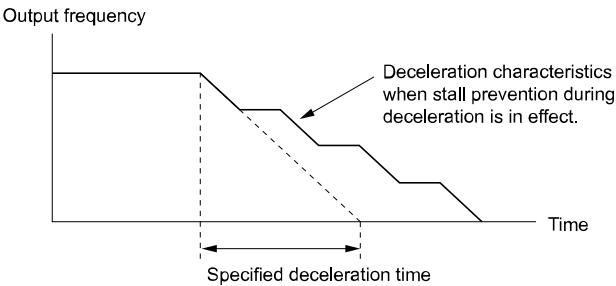 Output frequency
Deceleration characteristics
when stall prevention during
deceleration is in effect.
Time
Specified deceleration time